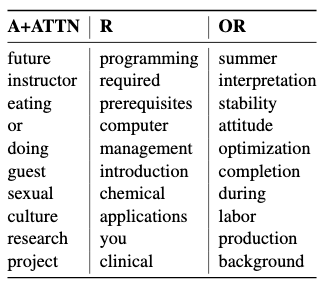 A+ATTN R OR
future programming summer
instructor required interpretation
eating prerequisites stability
or computer attitude
doing management optimization
guest introduction completion
sexual chemical during
culture applications labor
research you production
project clinical background